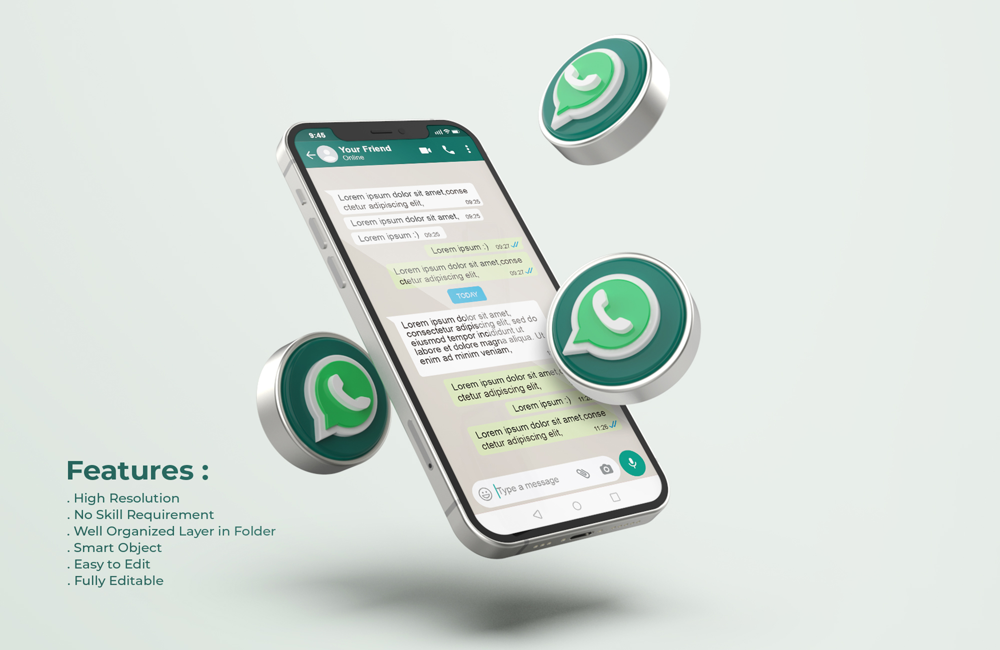 9:45
Your Friend
Online
Lorem ipsum dolor sit amet,conse
ctetur adipiscing elit,
09:25
Lorem ipsum dolor sit amet, 09:25
Lorem ipsum :) 09:25
Lorem ipsum :) 09:27
Lorem ipsum dolor sit amet,conse
ctetur adipiscing elit,
09:27
TODAY
Lorem ipsum dolor sit amet,
consectetur adipiscing elit, sed do
eiusmod tempor incididunt ut
labore et dolore magna aliqua. Ut
enim ad minim veniam,
Lorem ipsum dolor sit amet,
ctetur adipiscing elit,
Lorem ipsum :)
Lorem ipsum dolor sit amet,conse
ctetur adipiscing elit,
11:26
Type a message
Features :
. High Resolution
. No Skill Requirement
. Well Organized Layer in Folder
. Smart Object
. Easy to Edit
. Fully Editable